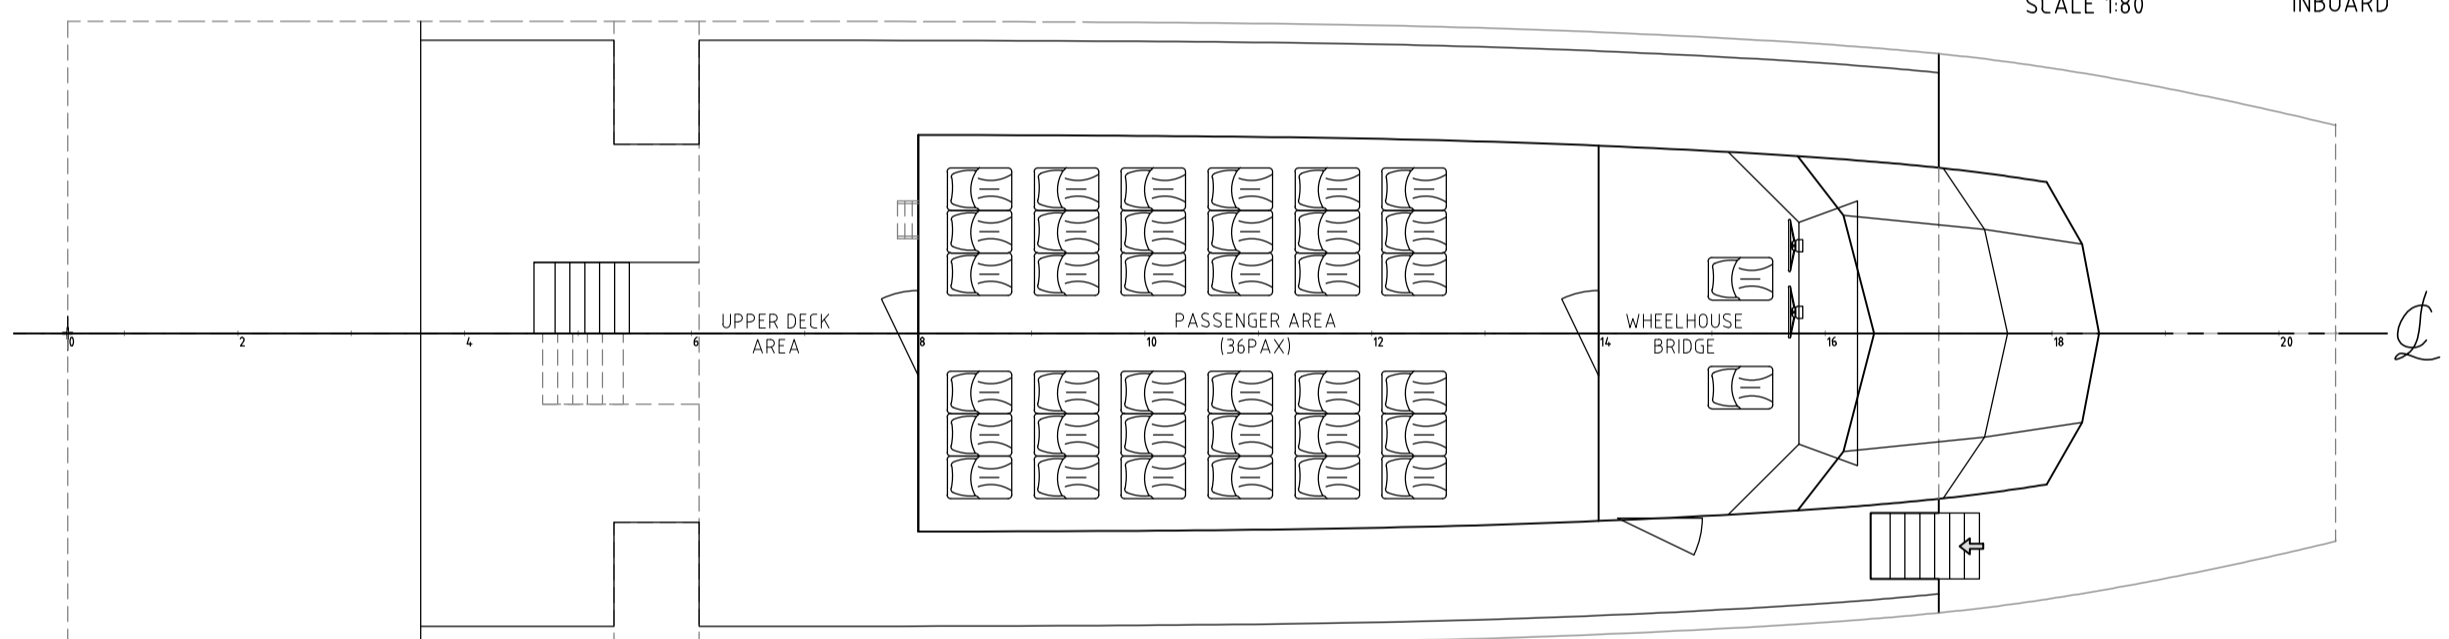 SCALE 1:80 INBOARD
UPPER DECK
AREA
PASSENGER AREA
(36PAX)
WHEELHOUSE
BRIDGE
0 2 4 6 8 10 12 14 16 18 20
℄